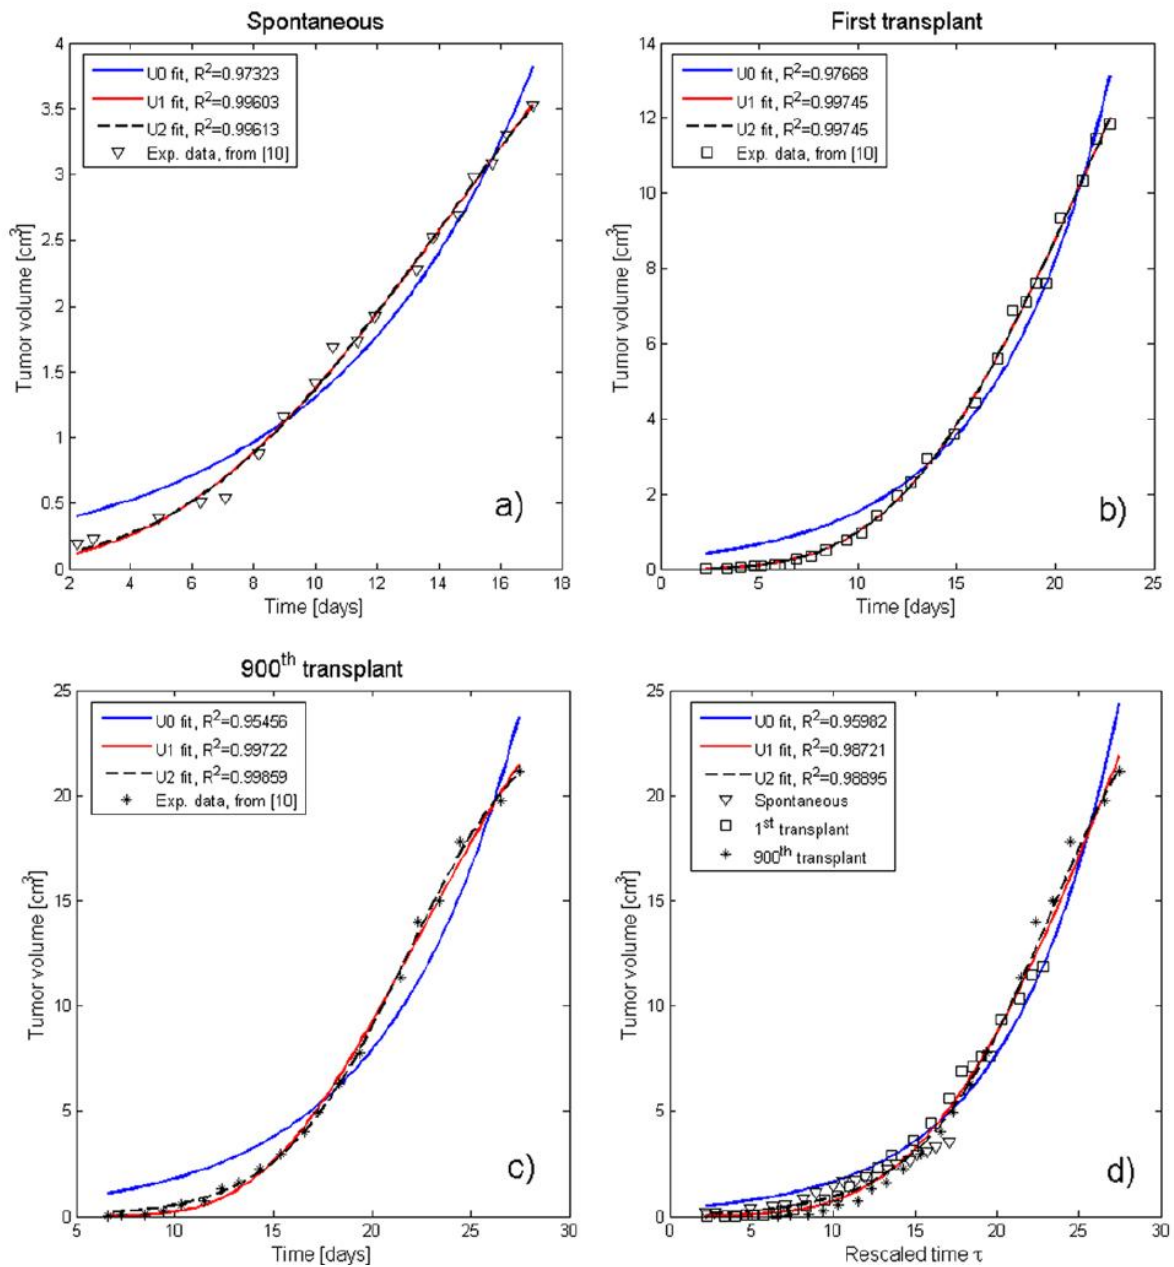 Spontaneous
4
3.5
3
2.5
2
1.5
1
0.5
0
Tumor volume [cm³]
U0 fit, R²=0.97323
U1 fit, R²=0.99603
U2 fit, R²=0.99613
Exp. data, from [10]
a)
2 4 6 8 10 12 14 16 18
Time [days]
First transplant
14
12
10
8
6
4
2
0
Tumor volume [cm³]
U0 fit, R²=0.97668
U1 fit, R²=0.99745
U2 fit, R²=0.99745
Exp. data, from [10]
b)
0 5 10 15 20 25
Time [days]
900th transplant
25
20
15
10
5
0
Tumor volume [cm³]
U0 fit, R²=0.95456
U1 fit, R²=0.99722
U2 fit, R²=0.99859
Exp. data, from [10]
c)
5 10 15 20 25 30
Time [days]
25
20
15
10
5
0
Tumor volume [cm³]
U0 fit, R²=0.95982
U1 fit, R²=0.98721
U2 fit, R²=0.98895
Spontaneous
1st transplant
900th transplant
d)
0 5 10 15 20 25 30
Rescaled time τ